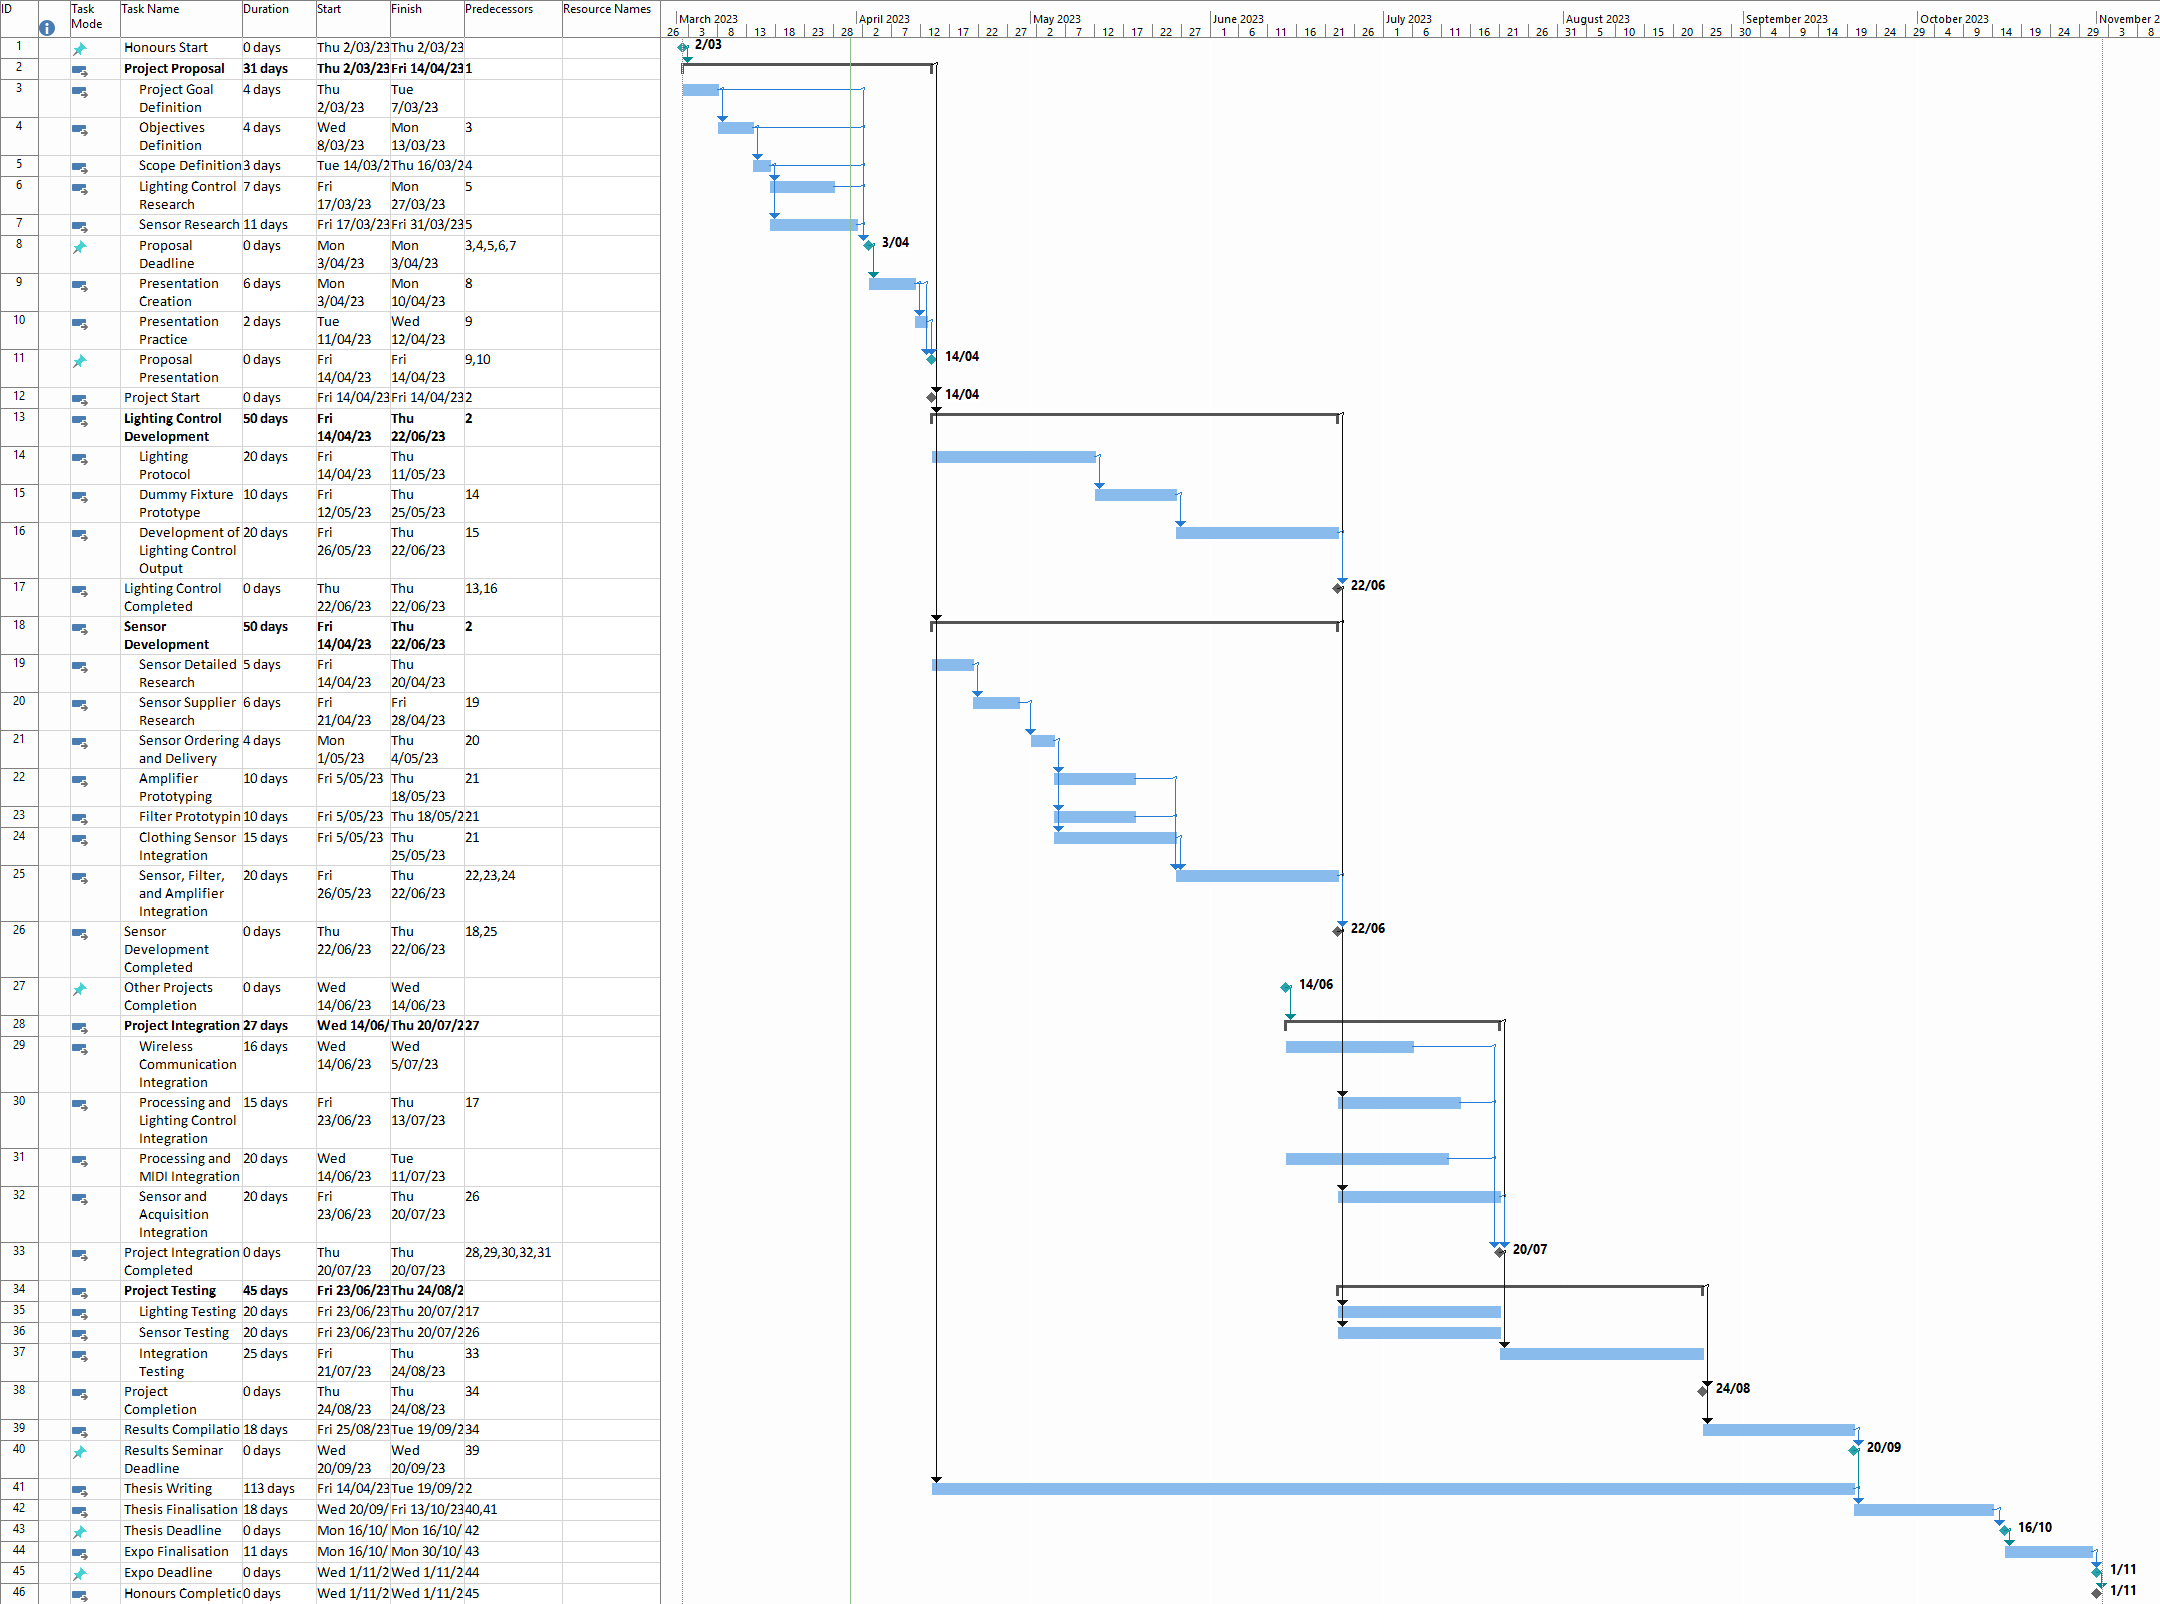 ID Task Mode Task Name Duration Start Finish Predecessors Resource Names
March 2023 April 2023 May 2023 June 2023 July 2023 August 2023 September 2023 October 2023 November 2
26 3 8 13 18 23 28 2 7 12 17 22 27 2 7 12 17 22 27 1 6 11 16 21 26 1 6 11 16 21 26 31 5 10 15 20 25 30 4 9 14 19 24 29 4 9 14 19 24 29 3 8
1 Honours Start 0 days Thu 2/03/23 Thu 2/03/23
2/03
2 Project Proposal 31 days Thu 2/03/23 Fri 14/04/23 1
3 Project Goal Definition 4 days Thu 2/03/23 Tue 7/03/23
4 Objectives Definition 4 days Wed 8/03/23 Mon 13/03/23 3
5 Scope Definition 3 days Tue 14/03/2 Thu 16/03/2 4
6 Lighting Control Research 7 days Fri 17/03/23 Mon 27/03/23 5
7 Sensor Research 11 days Fri 17/03/23 Fri 31/03/23 5
8 Proposal Deadline 0 days Mon 3/04/23 Mon 3/04/23 3,4,5,6,7
3/04
9 Presentation Creation 6 days Mon 3/04/23 Mon 10/04/23 8
10 Presentation Practice 2 days Tue 11/04/23 Wed 12/04/23 9
11 Proposal Presentation 0 days Fri 14/04/23 Fri 14/04/23 9,10
14/04
12 Project Start 0 days Fri 14/04/23 Fri 14/04/23 2
14/04
13 Lighting Control Development 50 days Fri 14/04/23 Thu 22/06/23 2
14 Lighting Protocol 20 days Fri 14/04/23 Thu 11/05/23
15 Dummy Fixture Prototype 10 days Fri 12/05/23 Thu 25/05/23 14
16 Development of Lighting Control Output 20 days Fri 26/05/23 Thu 22/06/23 15
17 Lighting Control Completed 0 days Thu 22/06/23 Thu 22/06/23 13,16
22/06
18 Sensor Development 50 days Fri 14/04/23 Thu 22/06/23 2
19 Sensor Detailed Research 5 days Fri 14/04/23 Thu 20/04/23
20 Sensor Supplier Research 6 days Fri 21/04/23 Fri 28/04/23 19
21 Sensor Ordering and Delivery 4 days Mon 1/05/23 Thu 4/05/23 20
22 Amplifier Prototyping 10 days Fri 5/05/23 Thu 18/05/23 21
23 Filter Prototypin 10 days Fri 5/05/23 Thu 18/05/2 21
24 Clothing Sensor Integration 15 days Fri 5/05/23 Thu 25/05/23 21
25 Sensor, Filter, and Amplifier Integration 20 days Fri 26/05/23 Thu 22/06/23 22,23,24
26 Sensor Development Completed 0 days Thu 22/06/23 Thu 22/06/23 18,25
22/06
27 Other Projects Completion 0 days Wed 14/06/23 Wed 14/06/23
14/06
28 Project Integration 27 days Wed 14/06/ Thu 20/07/2 27
29 Wireless Communication Integration 16 days Wed 14/06/23 Wed 5/07/23
30 Processing and Lighting Control Integration 15 days Fri 23/06/23 Thu 13/07/23 17
31 Processing and MIDI Integration 20 days Wed 14/06/23 Tue 11/07/23
32 Sensor and Acquisition Integration 20 days Fri 23/06/23 Thu 20/07/23 26
33 Project Integration Completed 0 days Thu 20/07/23 Thu 20/07/23 28,29,30,32,31
20/07
34 Project Testing 45 days Fri 23/06/23 Thu 24/08/2
35 Lighting Testing 20 days Fri 23/06/23 Thu 20/07/2 17
36 Sensor Testing 20 days Fri 23/06/23 Thu 20/07/2 26
37 Integration Testing 25 days Fri 21/07/23 Thu 24/08/23 33
38 Project Completion 0 days Thu 24/08/23 Thu 24/08/23 34
24/08
39 Results Compilatio 18 days Fri 25/08/23 Tue 19/09/2 34
40 Results Seminar Deadline 0 days Wed 20/09/23 Wed 20/09/23 39
20/09
41 Thesis Writing 113 days Fri 14/04/23 Tue 19/09/2 2
42 Thesis Finalisation 18 days Wed 20/09/ Fri 13/10/23 40,41
43 Thesis Deadline 0 days Mon 16/10/ Mon 16/10/ 42
16/10
44 Expo Finalisation 11 days Mon 16/10/ Mon 30/10/ 43
45 Expo Deadline 0 days Wed 1/11/2 Wed 1/11/2 44
1/11
46 Honours Completic 0 days Wed 1/11/2 Wed 1/11/2 45
1/11